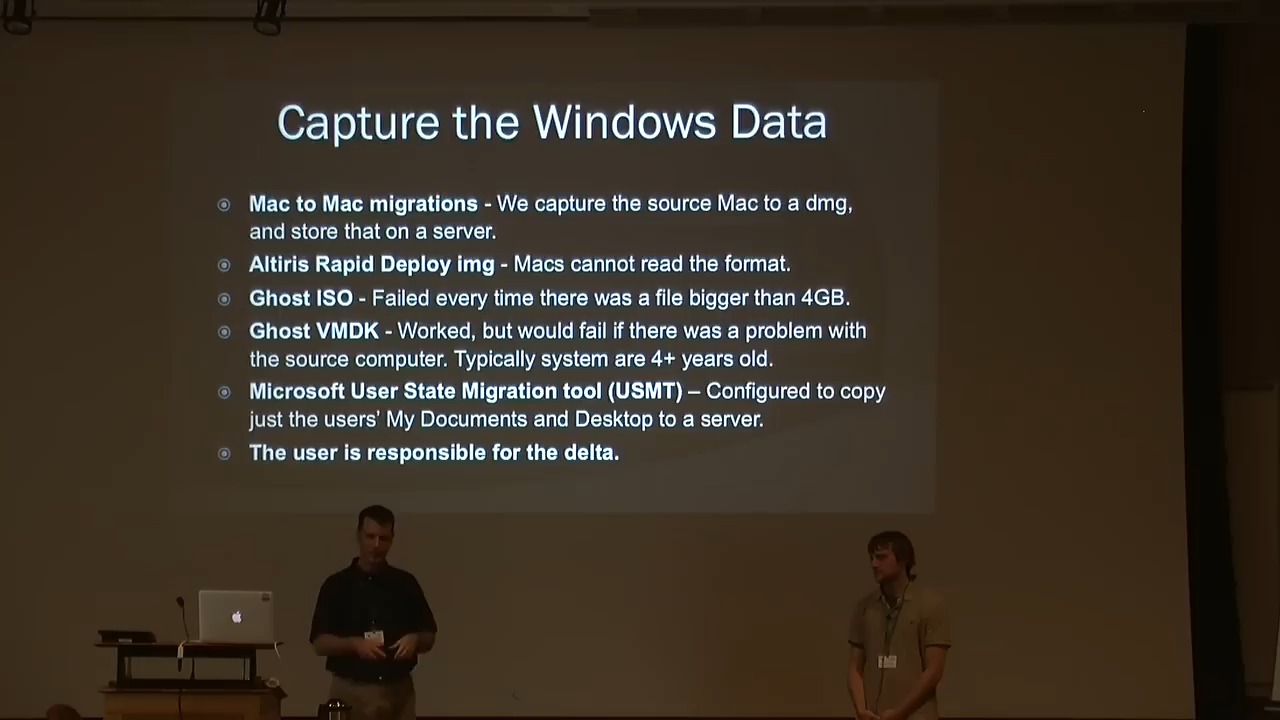 Capture the Windows Data
Mac to Mac migrations - We capture the source Mac to a dmg,
and store that on a server.
Altiris Rapid Deploy img - Macs cannot read the format.
Ghost ISO - Failed every time there was a file bigger than 4GB.
Ghost VMDK - Worked, but would fail if there was a problem with
the source computer. Typically system are 4+ years old.
Microsoft User State Migration tool (USMT) – Configured to copy
just the users' My Documents and Desktop to a server.
The user is responsible for the delta.